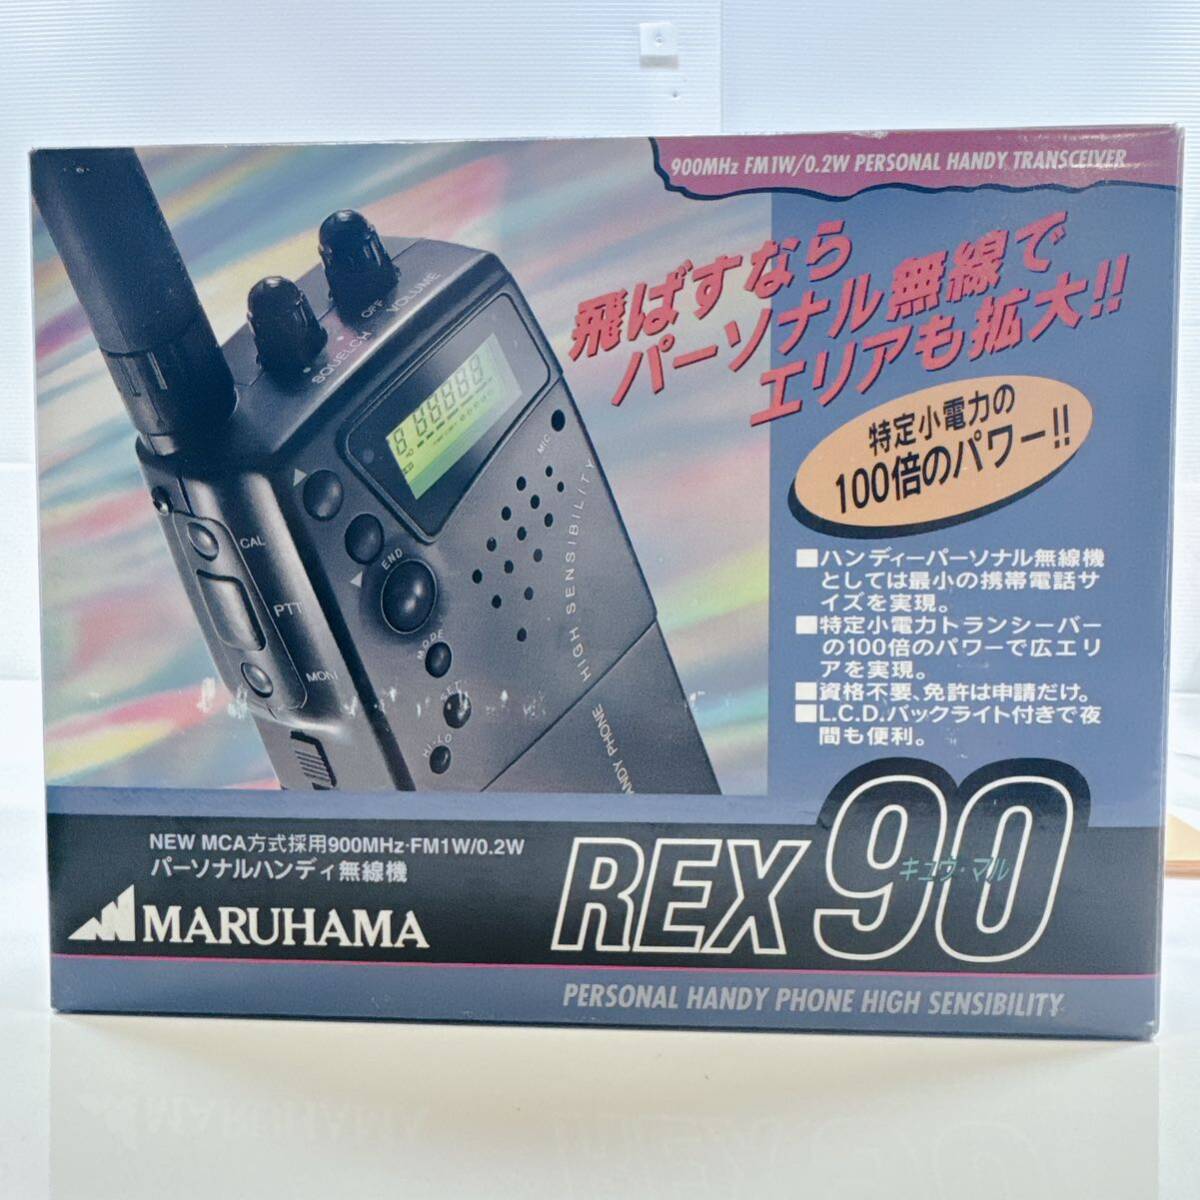 900MHz FM1W/0.2W PERSONAL HANDY TRANSCEIVER
飛ばすなら
パーソナル無線で
エリアも拡大!!
特定小電力の
100倍のパワー!!
■ハンディーパーソナル無線機
としては最小の携帯電話サ
イズを実現。
■特定小電力トランシーバー
の100倍のパワーで広エリ
アを実現。
■資格不要、免許は申請だけ。
■L.C.D.バックライト付きで夜
間も便利。
OFF
VOLUME
SQUELCH
MIC
HIGH SENSIBILITY
CAL
PTT
MONI
END
MODE
SET
HI-LO
HANDY PHONE
NEW MCA方式採用900MHz·FM1W/0.2W
パーソナルハンディ無線機
MARUHAMA
REX 90
キュウ・マル
PERSONAL HANDY PHONE HIGH SENSIBILITY